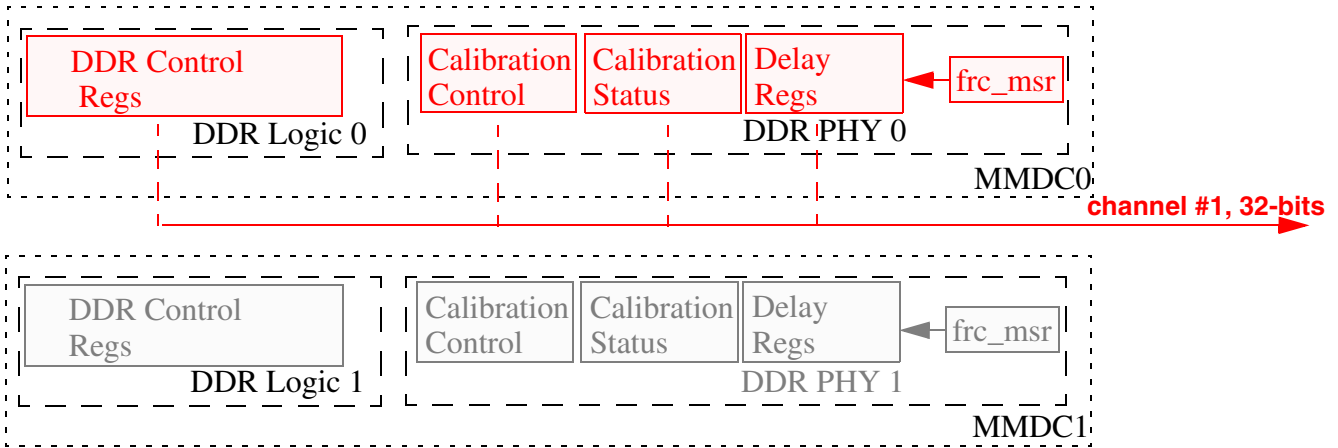 DDR Control
Regs
Calibration
Control
Calibration
Status
Delay
Regs
frc_msr
DDR Logic 0
DDR PHY 0
MMDC0
channel #1, 32-bits
DDR Control
Regs
Calibration
Control
Calibration
Status
Delay
Regs
frc_msr
DDR Logic 1
DDR PHY 1
MMDC1